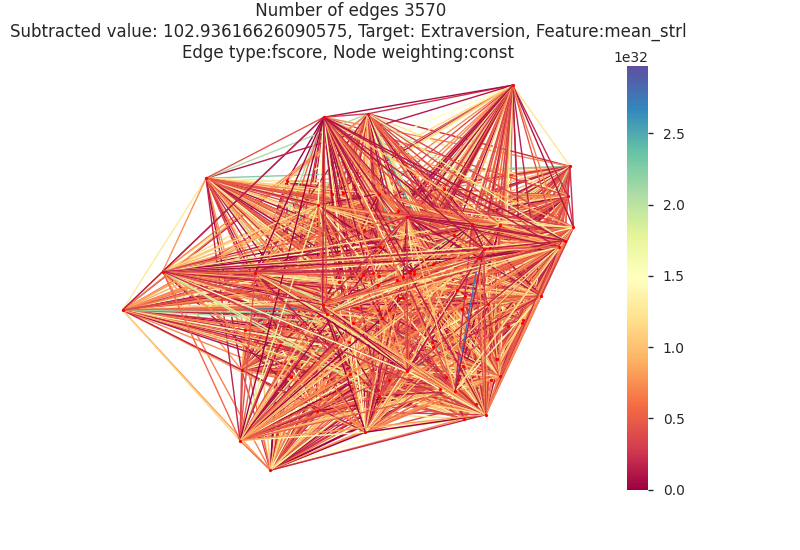 Number of edges 3570
Subtracted value: 102.93616626090575, Target: Extraversion, Feature:mean_strl
Edge type:fscore, Node weighting:const
1e32
2.5
2.0
1.5
1.0
0.5
0.0